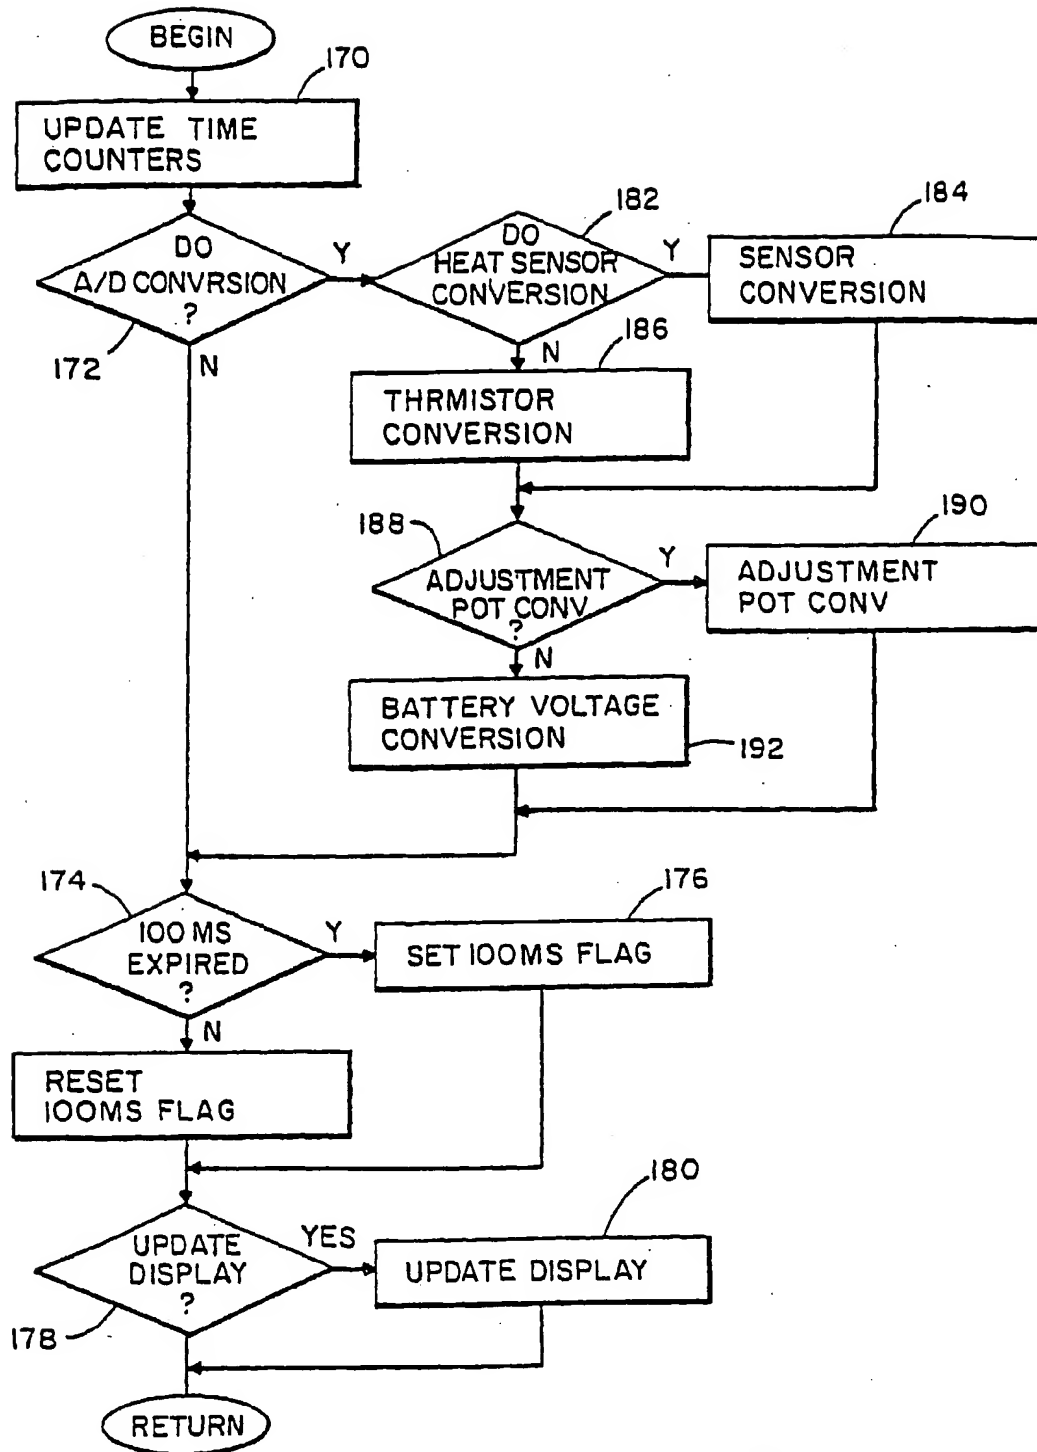 BEGIN
170
UPDATE TIME
COUNTERS
DO
A/D CONVRSION
?
172
Y
N
182
DO
HEAT SENSOR
CONVERSION
Y
N
184
SENSOR
CONVERSION
186
THRMISTOR
CONVERSION
188
ADJUSTMENT
POT CONV
?
Y
N
190
ADJUSTMENT
POT CONV
BATTERY VOLTAGE
CONVERSION
192
174
100 MS
EXPIRED
?
Y
N
176
SET 100MS FLAG
RESET
100MS FLAG
UPDATE
DISPLAY
?
178
YES
180
UPDATE DISPLAY
RETURN